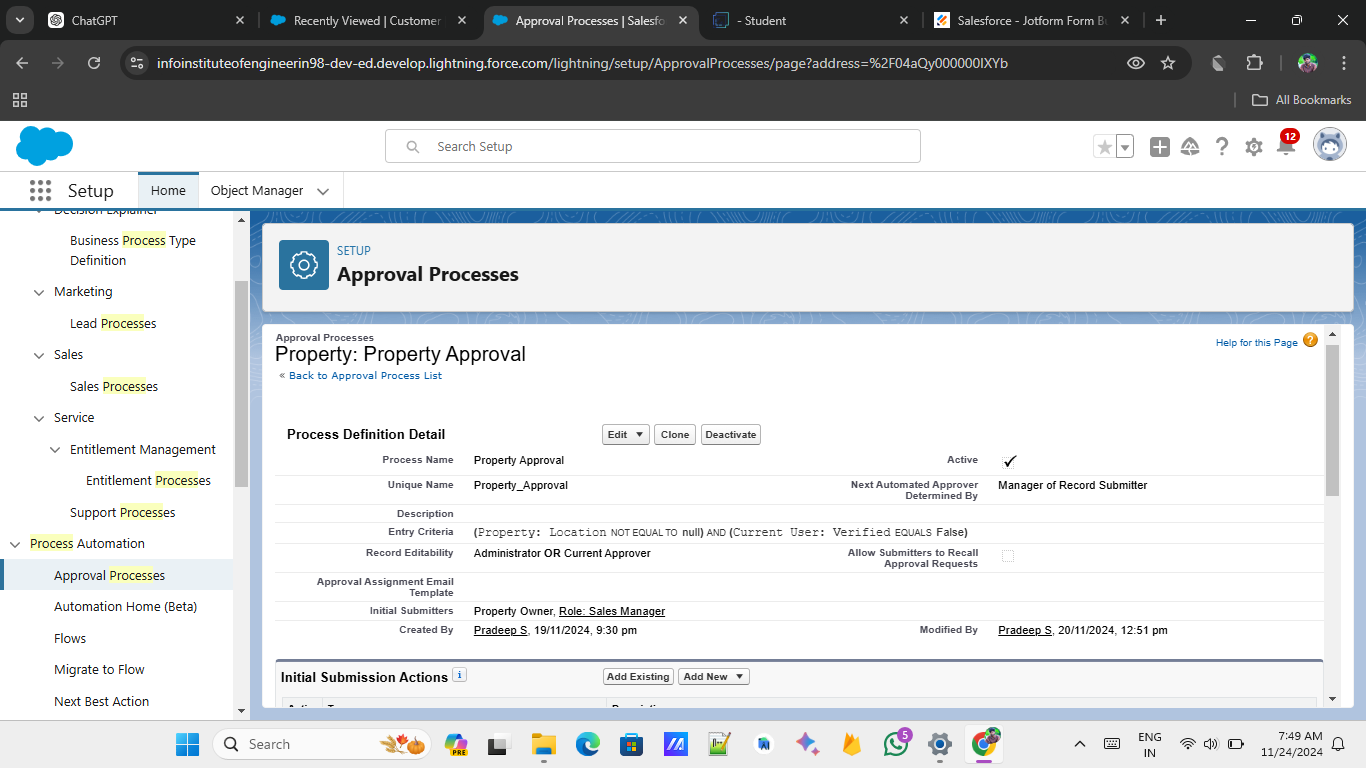 ChatGPT
Recently Viewed | Customer
Approval Processes | Salesfo
- Student
Salesforce - Jotform Form Bu
infoinstituteofengineerin98-dev-ed.develop.lightning.force.com/lightning/setup/ApprovalProcesses/page?address=%2F04aQy000000IXYb
All Bookmarks
Search Setup
12
Setup
Home
Object Manager
Decision Explainer
Business Process Type
Definition
Marketing
Lead Processes
Sales
Sales Processes
Service
Entitlement Management
Entitlement Processes
Support Processes
Process Automation
Approval Processes
Automation Home (Beta)
Flows
Migrate to Flow
Next Best Action
SETUP
Approval Processes
Approval Processes
Property: Property Approval
« Back to Approval Process List
Help for this Page ?
Process Definition Detail
Edit
Clone
Deactivate
Process Name Property Approval
Active
Unique Name Property_Approval
Next Automated Approver
Determined By
Manager of Record Submitter
Description
Entry Criteria (Property: Location NOT EQUAL TO null) AND (Current User: Verified EQUALS False)
Record Editability Administrator OR Current Approver
Allow Submitters to Recall
Approval Requests
Approval Assignment Email
Template
Initial Submitters Property Owner, Role: Sales Manager
Created By Pradeep S, 19/11/2024, 9:30 pm
Modified By Pradeep S, 20/11/2024, 12:51 pm
Initial Submission Actions i
Add Existing
Add New
Search
PRE
5
ENG
IN
7:49 AM
11/24/2024